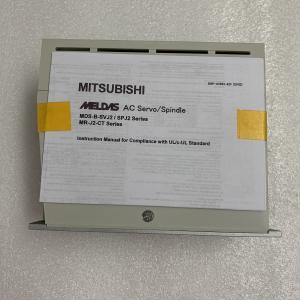 MITSUBISHI
MELDAS AC Servo/Spindle
MDS-B-SVJ2 / SPJ2 Series
MR-J2-CT Series
Instruction Manual for Compliance with UL/c-UL Standard